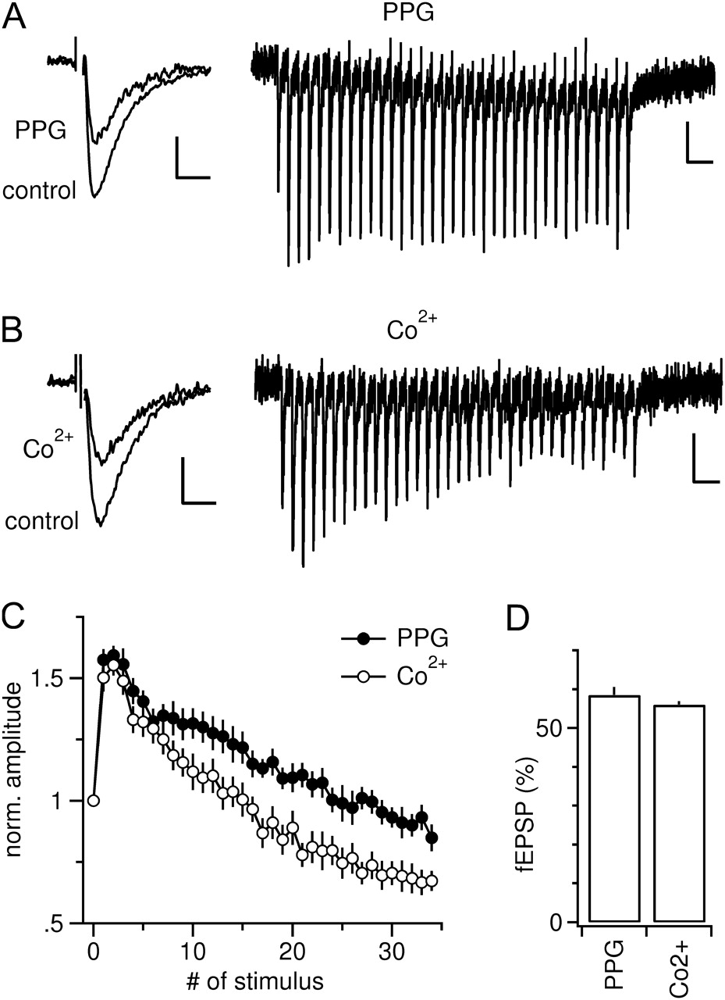 A
PPG
PPG
control
B
Co2+
Co2+
control
C
PPG
Co2+
norm. amplitude
1.5
1
.5
0 10 20 30
# of stimulus
D
fEPSP (%)
50
0
PPG
Co2+